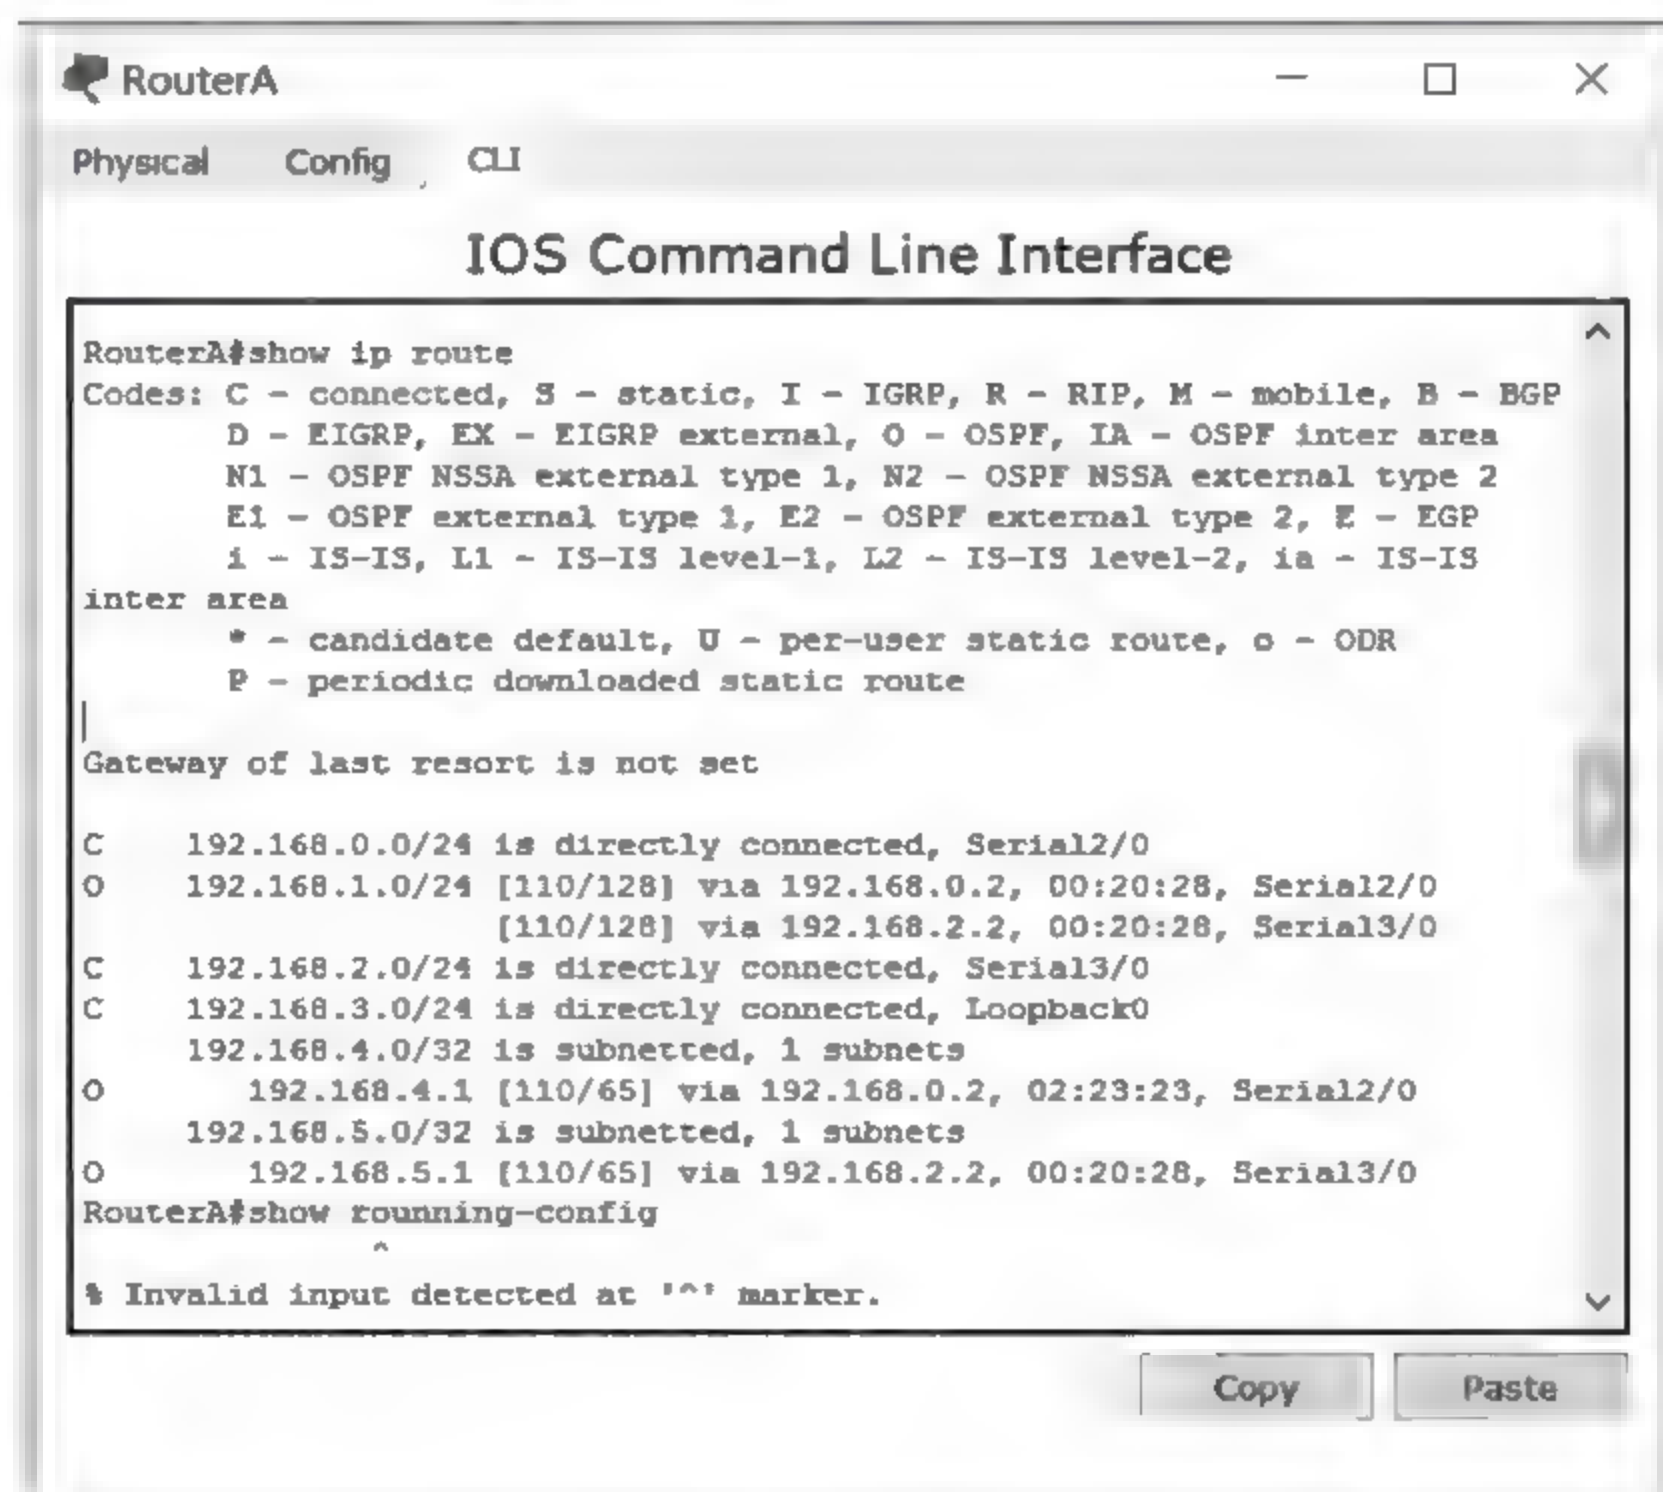 RouterA
Physical Config CLI
IOS Command Line Interface
RouterA#show ip route
Codes: C - connected, S - static, I - IGRP, R - RIP, M - mobile, B - BGP
       D - EIGRP, EX - EIGRP external, O - OSPF, IA - OSPF inter area
       N1 - OSPF NSSA external type 1, N2 - OSPF NSSA external type 2
       E1 - OSPF external type 1, E2 - OSPF external type 2, E - EGP
       i - IS-IS, L1 - IS-IS level-1, L2 - IS-IS level-2, ia - IS-IS
inter area
       * - candidate default, U - per-user static route, o - ODR
       P - periodic downloaded static route
Gateway of last resort is not set
C    192.168.0.0/24 is directly connected, Serial2/0
O    192.168.1.0/24 [110/128] via 192.168.0.2, 00:20:28, Serial2/0
                    [110/128] via 192.168.2.2, 00:20:28, Serial3/0
C    192.168.2.0/24 is directly connected, Serial3/0
C    192.168.3.0/24 is directly connected, Loopback0
     192.168.4.0/32 is subnetted, 1 subnets
O       192.168.4.1 [110/65] via 192.168.0.2, 02:23:23, Serial2/0
     192.168.5.0/32 is subnetted, 1 subnets
O       192.168.5.1 [110/65] via 192.168.2.2, 00:20:28, Serial3/0
RouterA#show rounning-config
              ^
% Invalid input detected at '^' marker.
Copy Paste